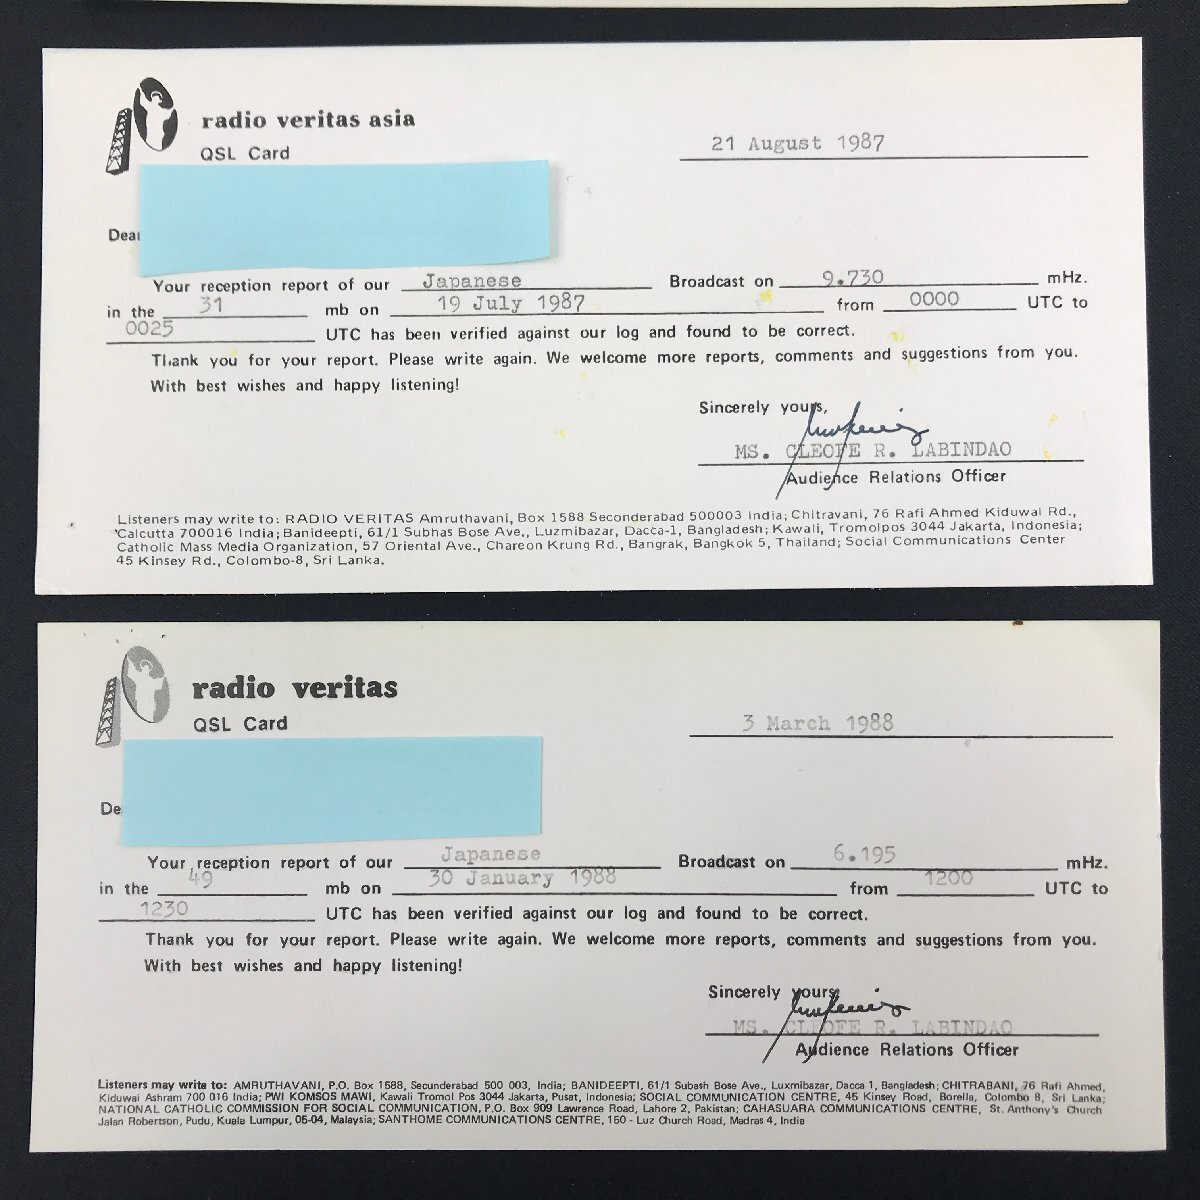 radio veritas asia
QSL Card
21 August 1987
Dear
Your reception report of our Japanese Broadcast on 9.730 mHz.
in the 31 mb on 19 July 1987 from 0000 UTC to
0025 UTC has been verified against our log and found to be correct.
Thank you for your report. Please write again. We welcome more reports, comments and suggestions from you.
With best wishes and happy listening!
Sincerely yours,
MS. CLEOFE R. LABINDAO
Audience Relations Officer
Listeners may write to: RADIO VERITAS Amruthavani, Box 1588 Seconderabad 500003 India; Chitravani, 76 Rafi Ahmed Kiduwai Rd.,
Calcutta 700016 India; Banideepti, 61/1 Subhas Bose Ave., Luxmibazar, Dacca-1, Bangladesh; Kawali, Tromolpos 3044 Jakarta, Indonesia;
Catholic Mass Media Organization, 57 Oriental Ave., Chareon Krung Rd., Bangrak, Bangkok 5, Thailand; Social Communications Center
45 Kinsey Rd., Colombo-8, Sri Lanka.
radio veritas
QSL Card
3 March 1988
De
Your reception report of our Japanese Broadcast on 6.195 mHz.
in the 49 mb on 30 January 1988 from 1200 UTC to
1230 UTC has been verified against our log and found to be correct.
Thank you for your report. Please write again. We welcome more reports, comments and suggestions from you.
With best wishes and happy listening!
Sincerely yours
MS. CLEOFE R. LABINDAO
Audience Relations Officer
Listeners may write to: AMRUTHAVANI, P.O. Box 1588, Secunderabad 500 003, India; BANIDEEPTI, 61/1 Subash Bose Ave., Luxmibazar, Dacca 1, Bangladesh; CHITRABANI, 76 Rafi Ahmed,
Kiduwai Ashram 700 016 India; PWI KOMSOS MAWI, Kawali Tromol Pos 3044 Jakarta, Pusat, Indonesia; SOCIAL COMMUNICATION CENTRE, 45 Kinsey Road, Borella, Colombo 8, Sri Lanka;
NATIONAL CATHOLIC COMMISSION FOR SOCIAL COMMUNICATION, P.O. Box 909 Lawrence Road, Lahore 2, Pakistan; CAHASUARA COMMUNICATIONS CENTRE, St. Anthony's Church
Jalan Robertson, Pudu, Kuala Lumpur, 05-04, Malaysia; SANTHOME COMMUNICATIONS CENTRE, 150 - Luz Church Road, Madras 4, India